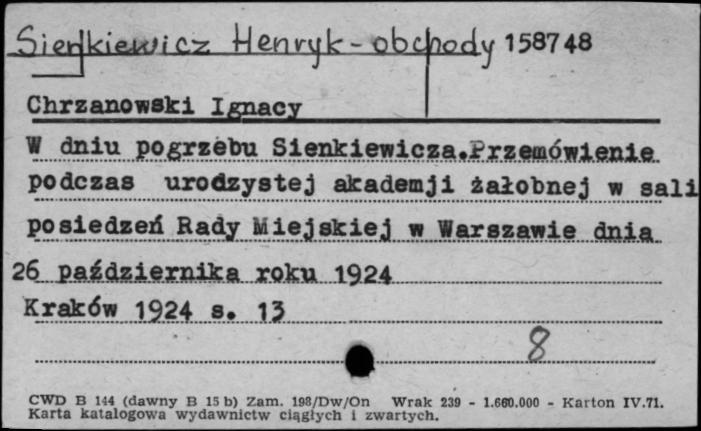 Sienkiewicz Henryk - obchody 158748
Chrzanowski Ignacy
W dniu pogrzebu Sienkiewicza.Przemówienie
podczas urodzystej akademji żałobnej w sali
posiedzeń Rady Miejskiej w Warszawie dnia
26 października roku 1924
Kraków 1924 s. 13
8
CWD B 144 (dawny B 15 b) Zam. 198/Dw/On Wrak 239 - 1.660.000 - Karton IV.71.
Karta katalogowa wydawnictw ciągłych i zwartych.